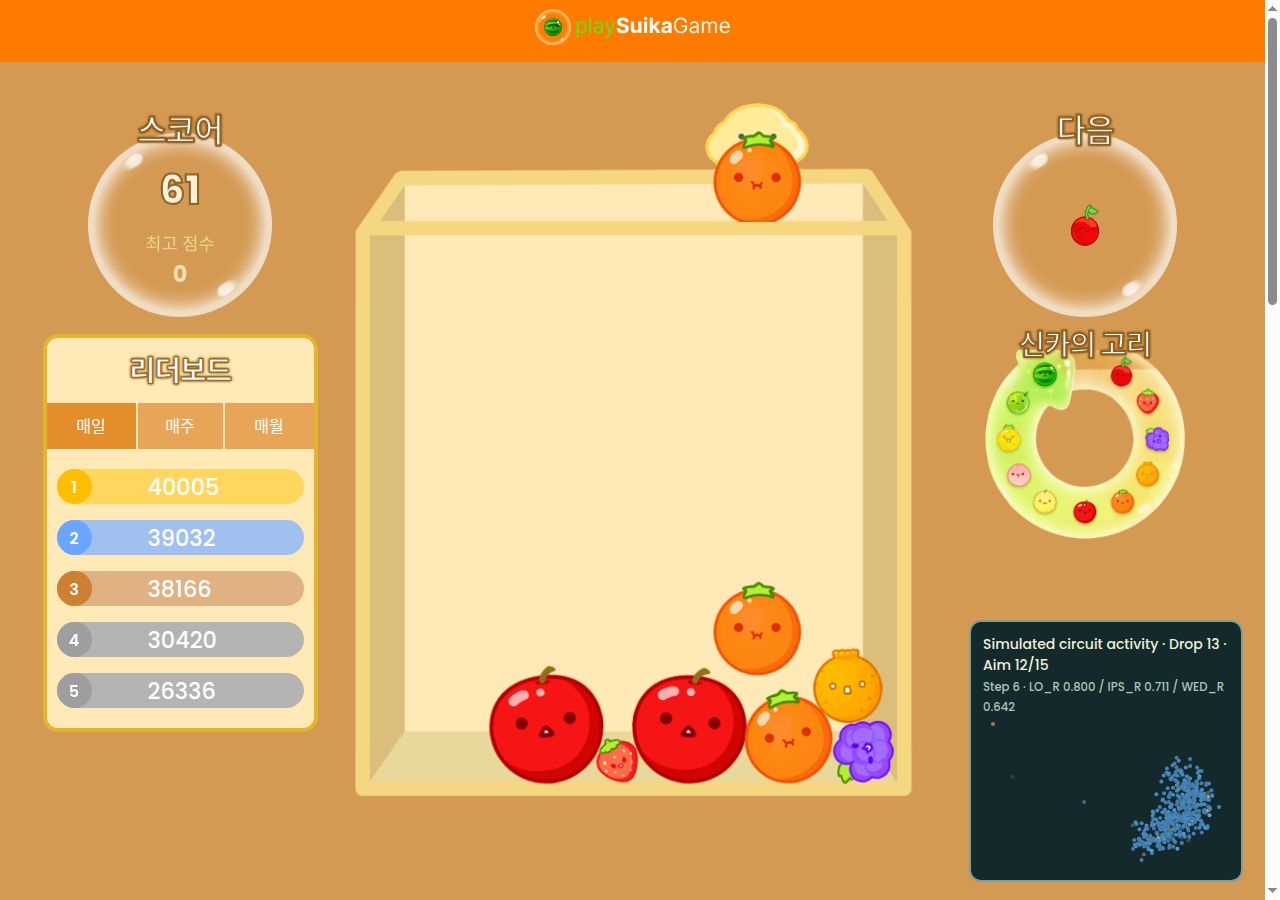 playSuikaGame
스코어
61
최고 점수
0
다음
신카의 고리
리더보드
매일 매주 매월
1 40005
2 39032
3 38166
4 30420
5 26336
Simulated circuit activity · Drop 13 ·
Aim 12/15
Step 6 · LO_R 0.800 / IPS_R 0.711 / WED_R
0.642